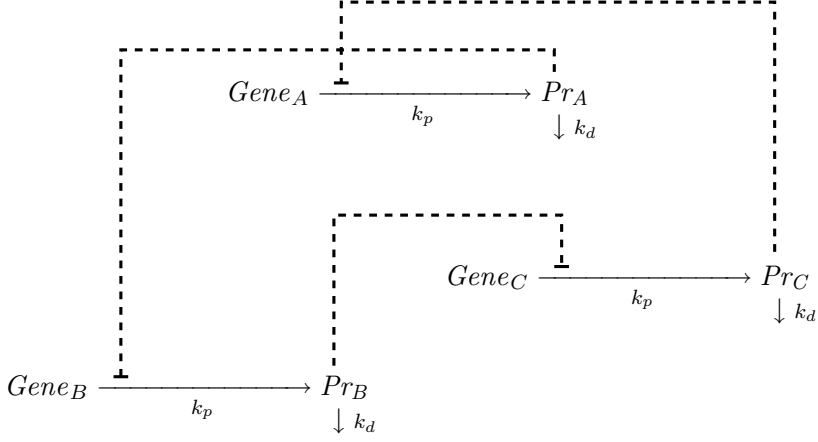 Gene_A k_p Pr_A
k_d
Gene_C k_p Pr_C
k_d
Gene_B k_p Pr_B
k_d